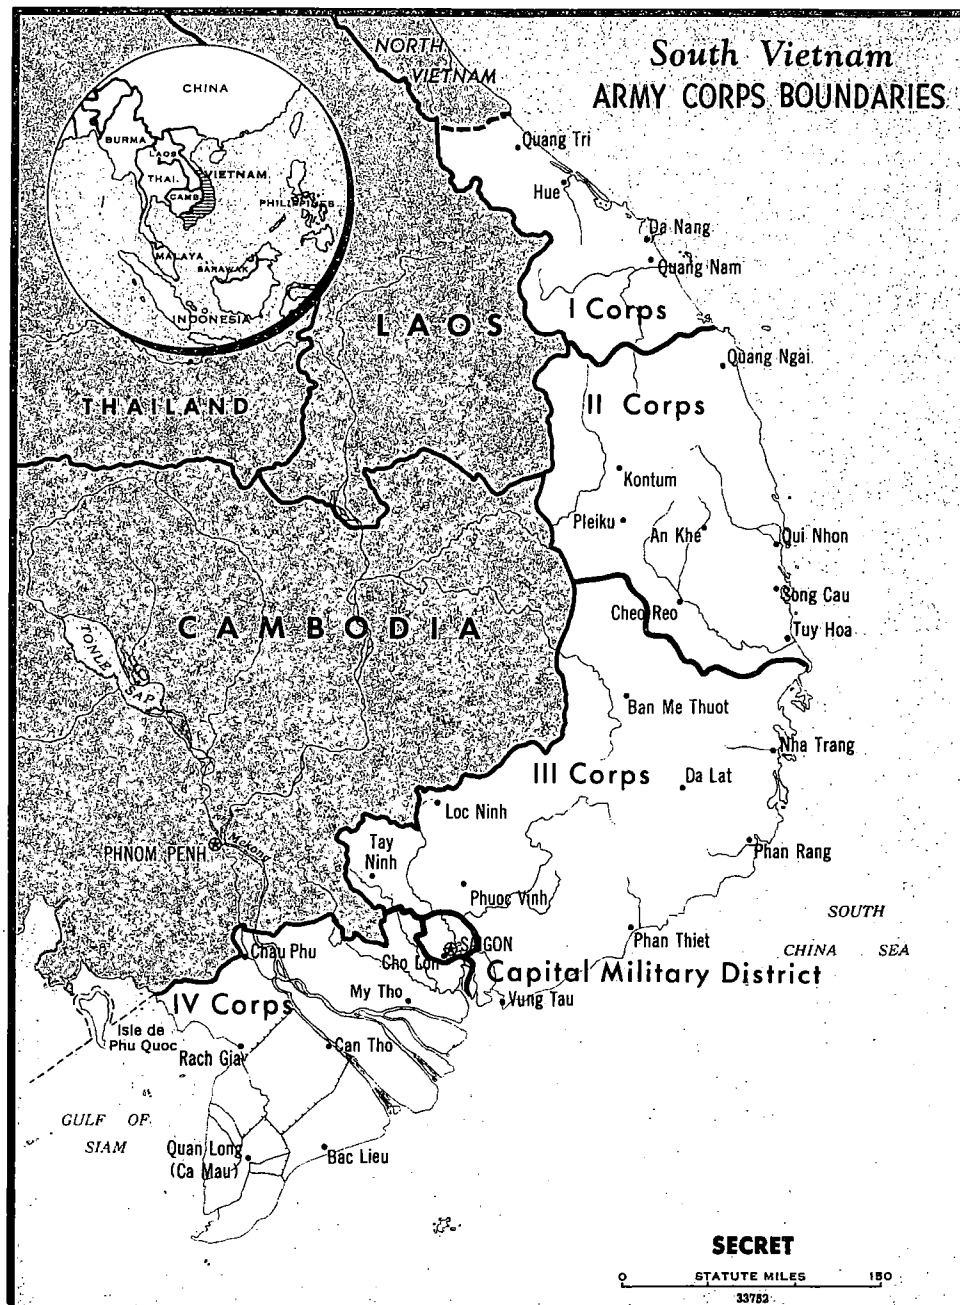 South Vietnam
ARMY CORPS BOUNDARIES
NORTH
VIETNAM
CHINA
BURMA
LAOS
THAI.
VIETNAM
CAMB
PHILIPPINES
MALAYA
SARAWAK
INDONESIA
Quang Tri
Hue
Da Nang
Quang Nam
I Corps
LAOS
THAILAND
Quang Ngai
II Corps
Kontum
Pleiku
An Khe
Qui Nhon
Song Cau
Cheo Reo
Tuy Hoa
CAMBODIA
TONLE
SAP
Ban Me Thuot
Nha Trang
III Corps
Da Lat
Loc Ninh
Tay
Ninh
Phan Rang
PHNOM PENH
Mekong
Phuoc Vinh
SOUTH
CHINA SEA
Phan Thiet
SAIGON
Chau Phu
Cho Lon
Capital Military District
My Tho
Vung Tau
IV Corps
Isle de
Phu Quoc
Rach Gia
Can Tho
GULF OF
SIAM
Quan Long
(Ca Mau)
Bac Lieu
SECRET
0 STATUTE MILES 150
33752